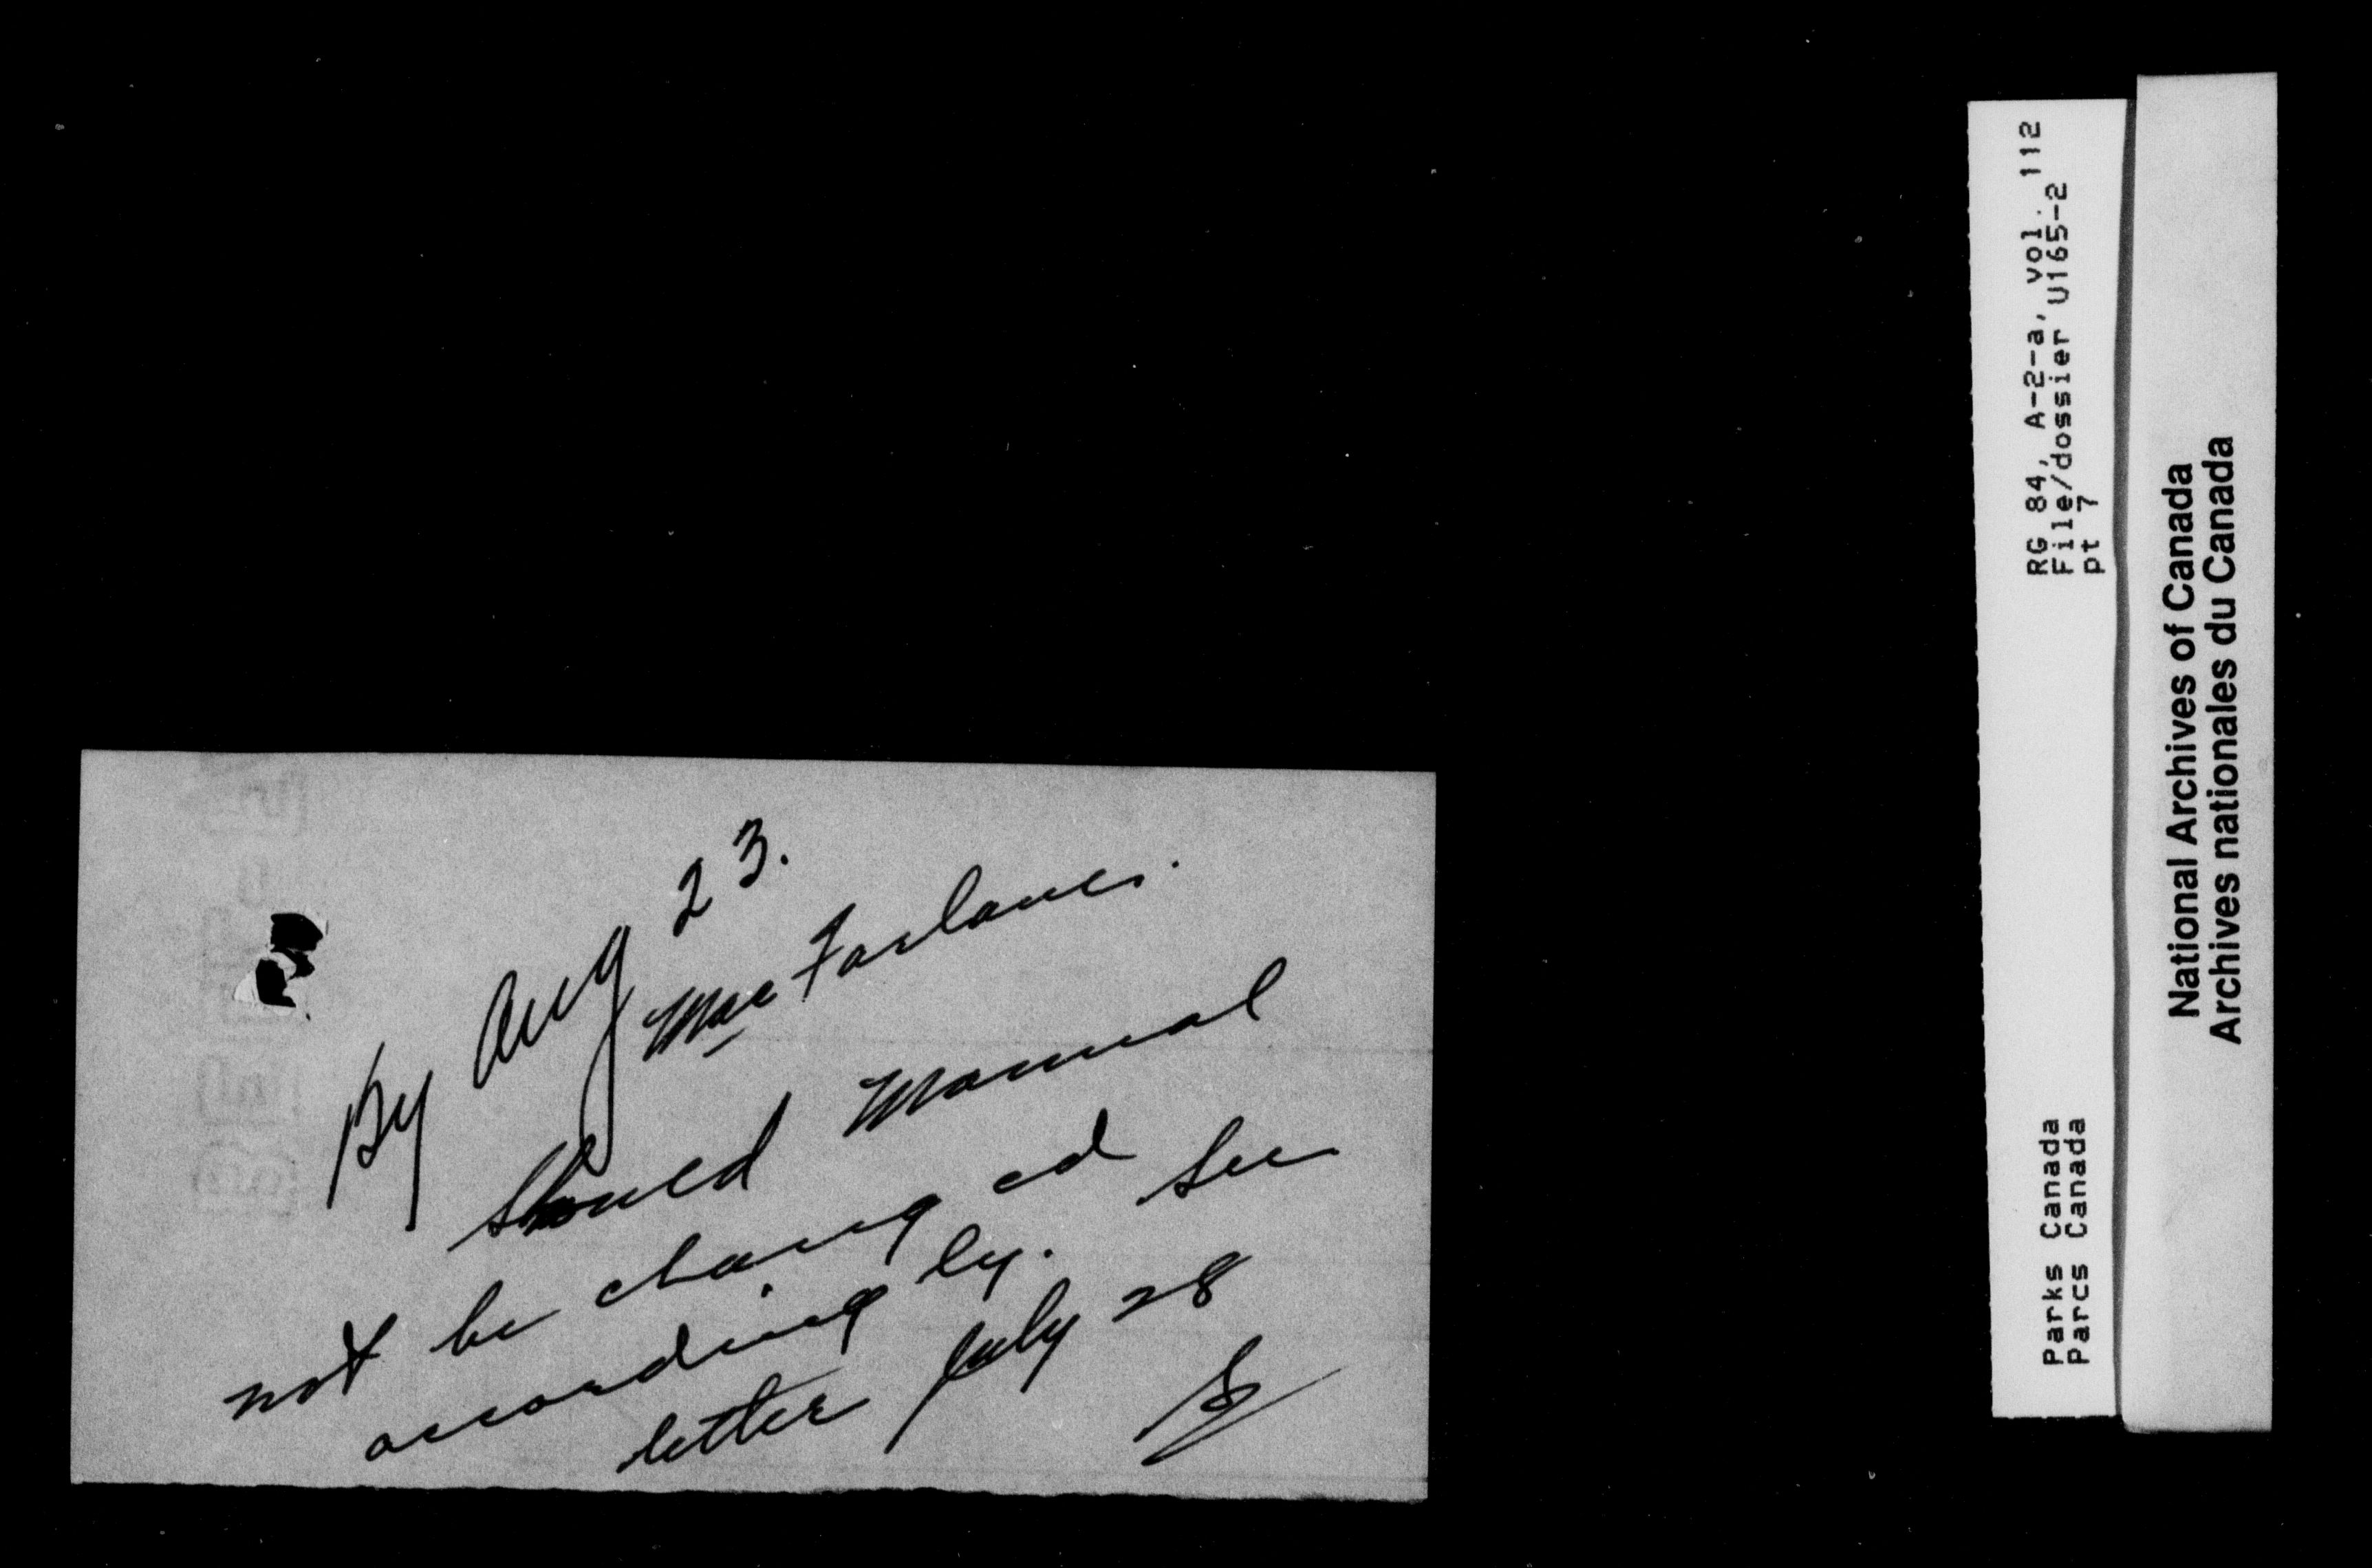 By Aug 23.
MacFarlane.
Should Manual
not be changed
accordingly. See
letter July 28
RG 84, A-2-a, vol. 112
File/dossier U165-2
pt 7
Parks Canada
Parcs Canada
National Archives of Canada
Archives nationales du Canada